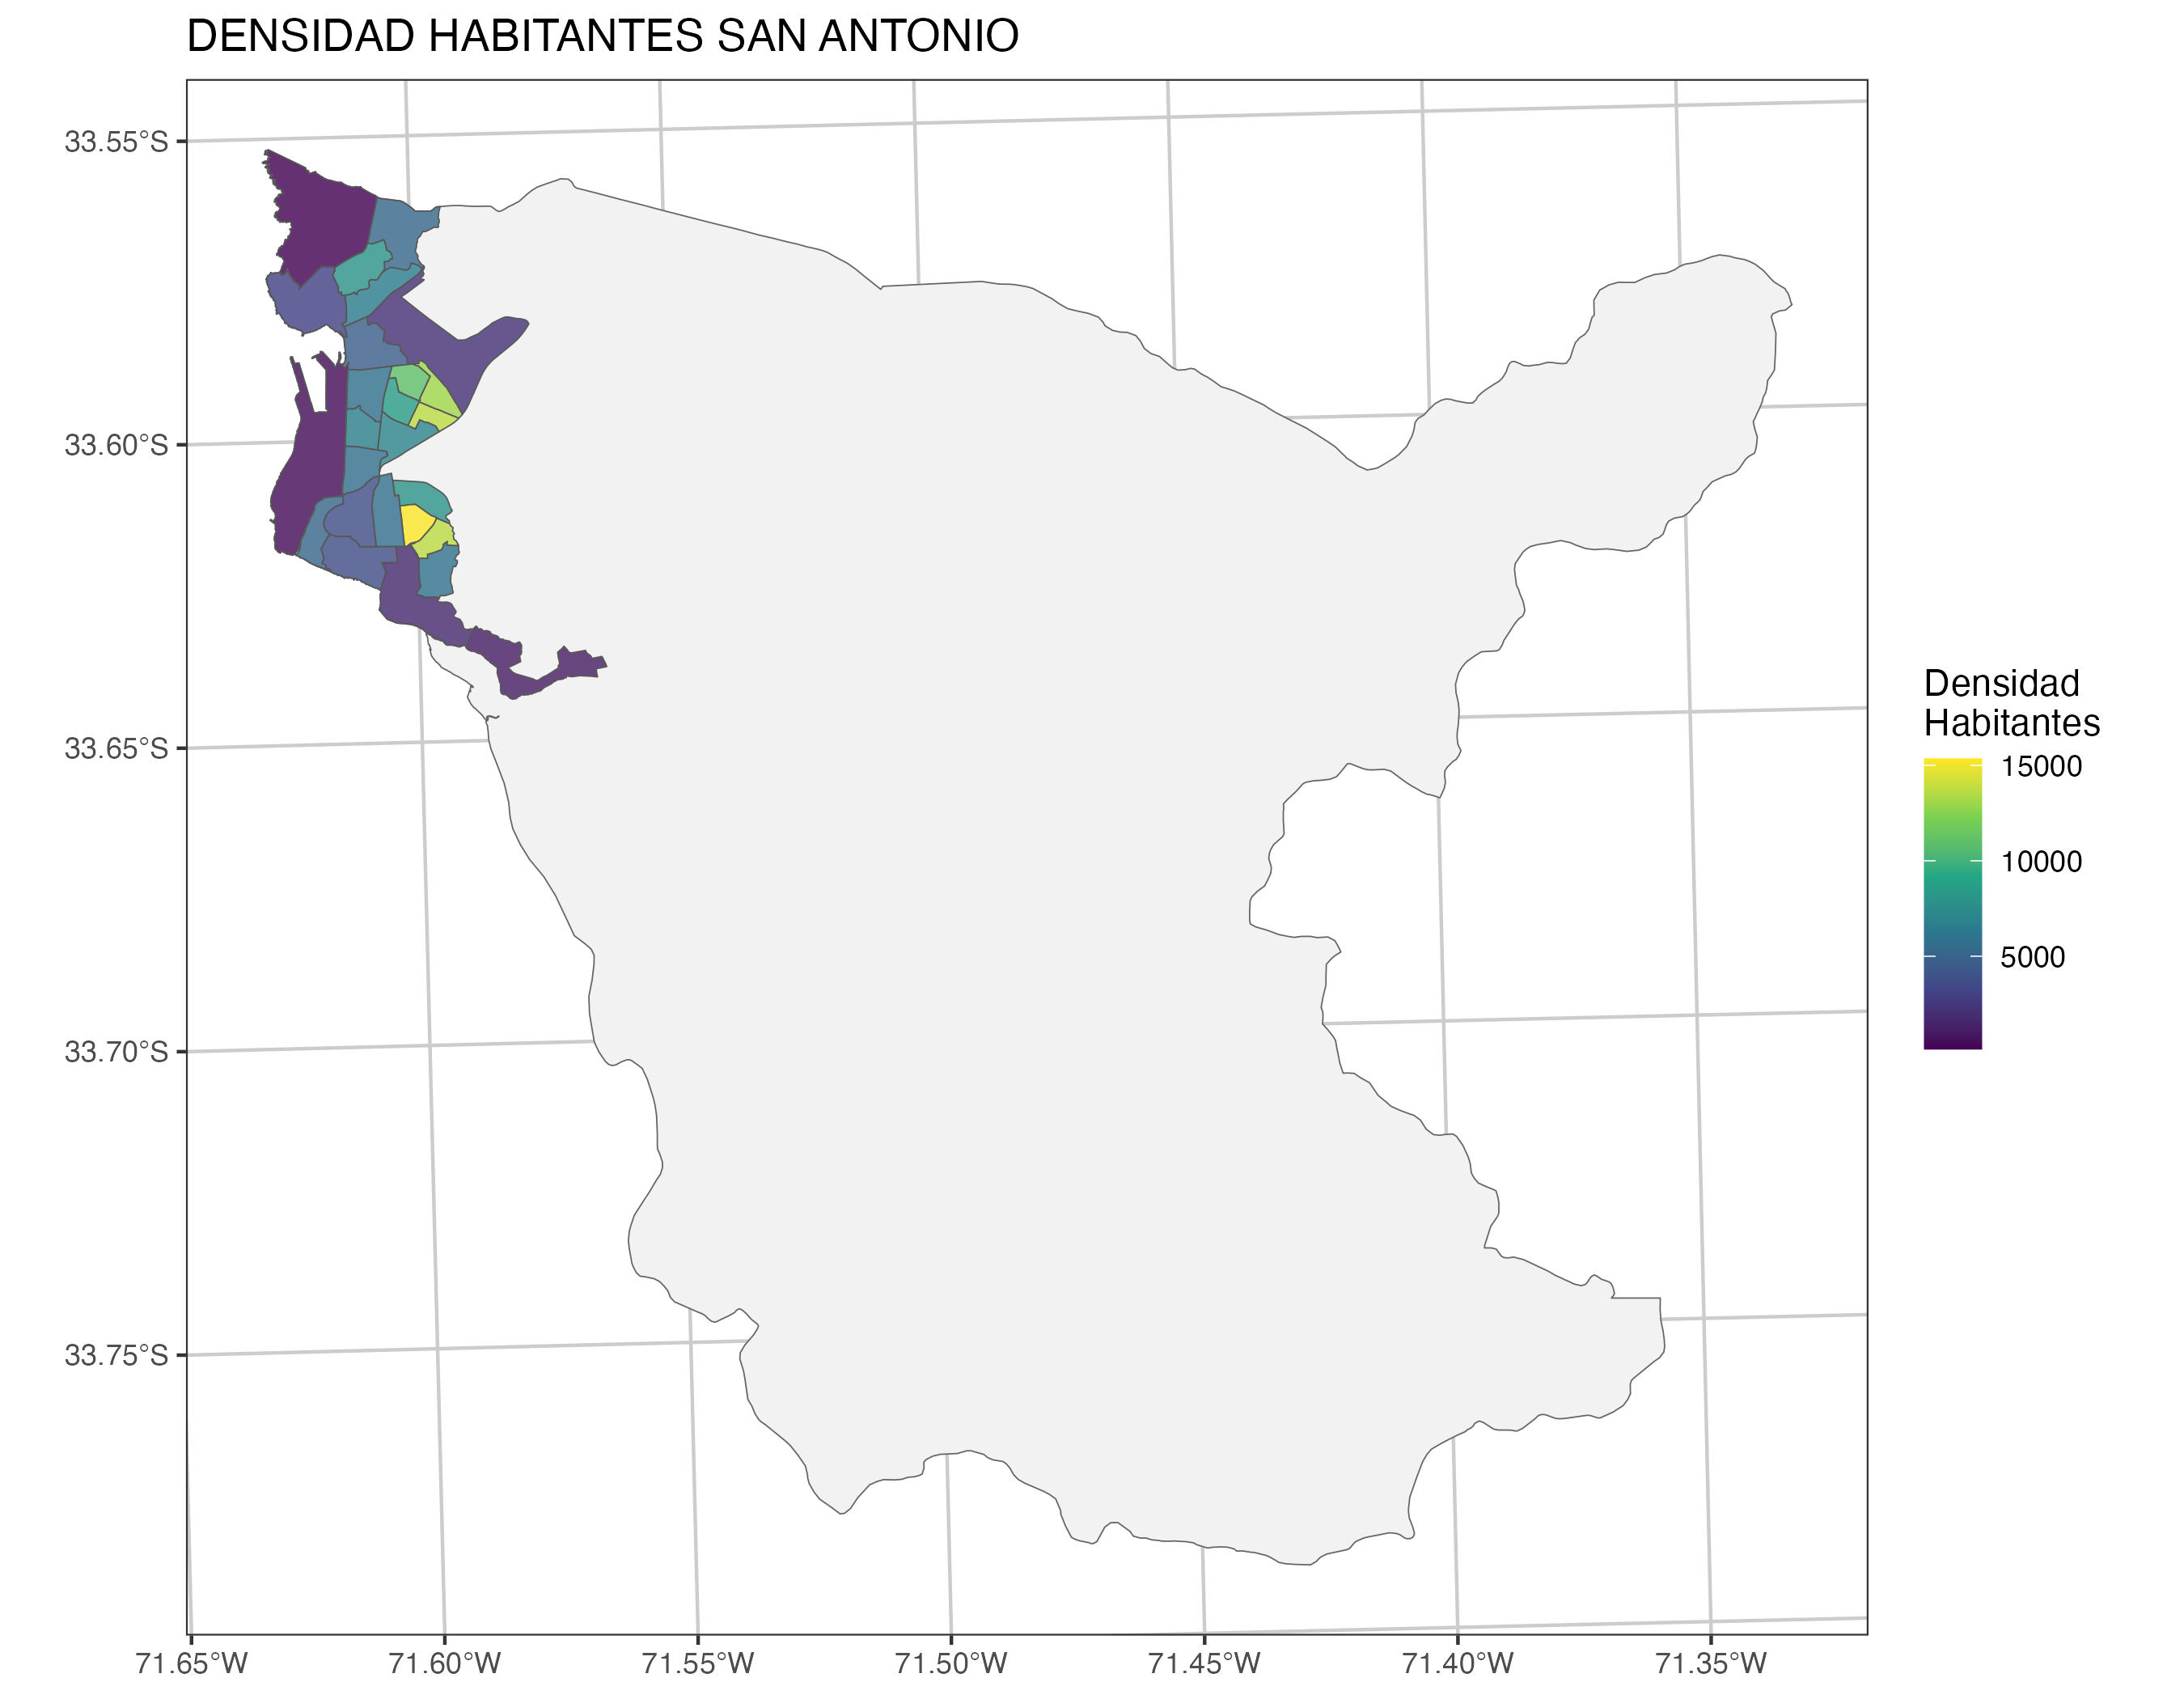 DENSIDAD HABITANTES SAN ANTONIO
33.55°S
33.60°S
33.65°S
33.70°S
33.75°S
71.65°W
71.60°W
71.55°W
71.50°W
71.45°W
71.40°W
71.35°W
Densidad
Habitantes
15000
10000
5000